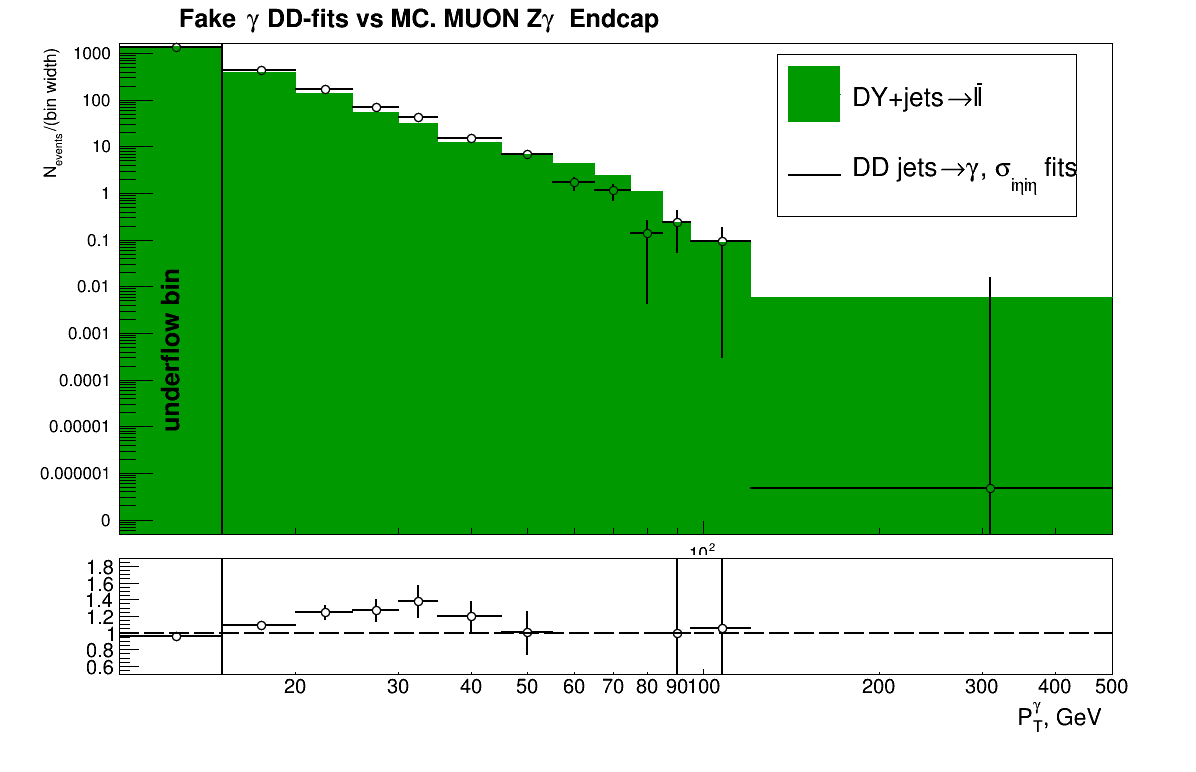 Fake γ DD-fits vs MC. MUON Zγ Endcap
N_events/(bin width)
1000
100
10
1
0.1
0.01
0.001
0.0001
0.00001
0.000001
0
underflow bin
DY+jets→ll̄
DD jets→γ, σ_iηiη fits
10²
1.8
1.6
1.4
1.2
1
0.8
0.6
20 30 40 50 60 70 80 90 100 200 300 400 500
P_T^γ, GeV